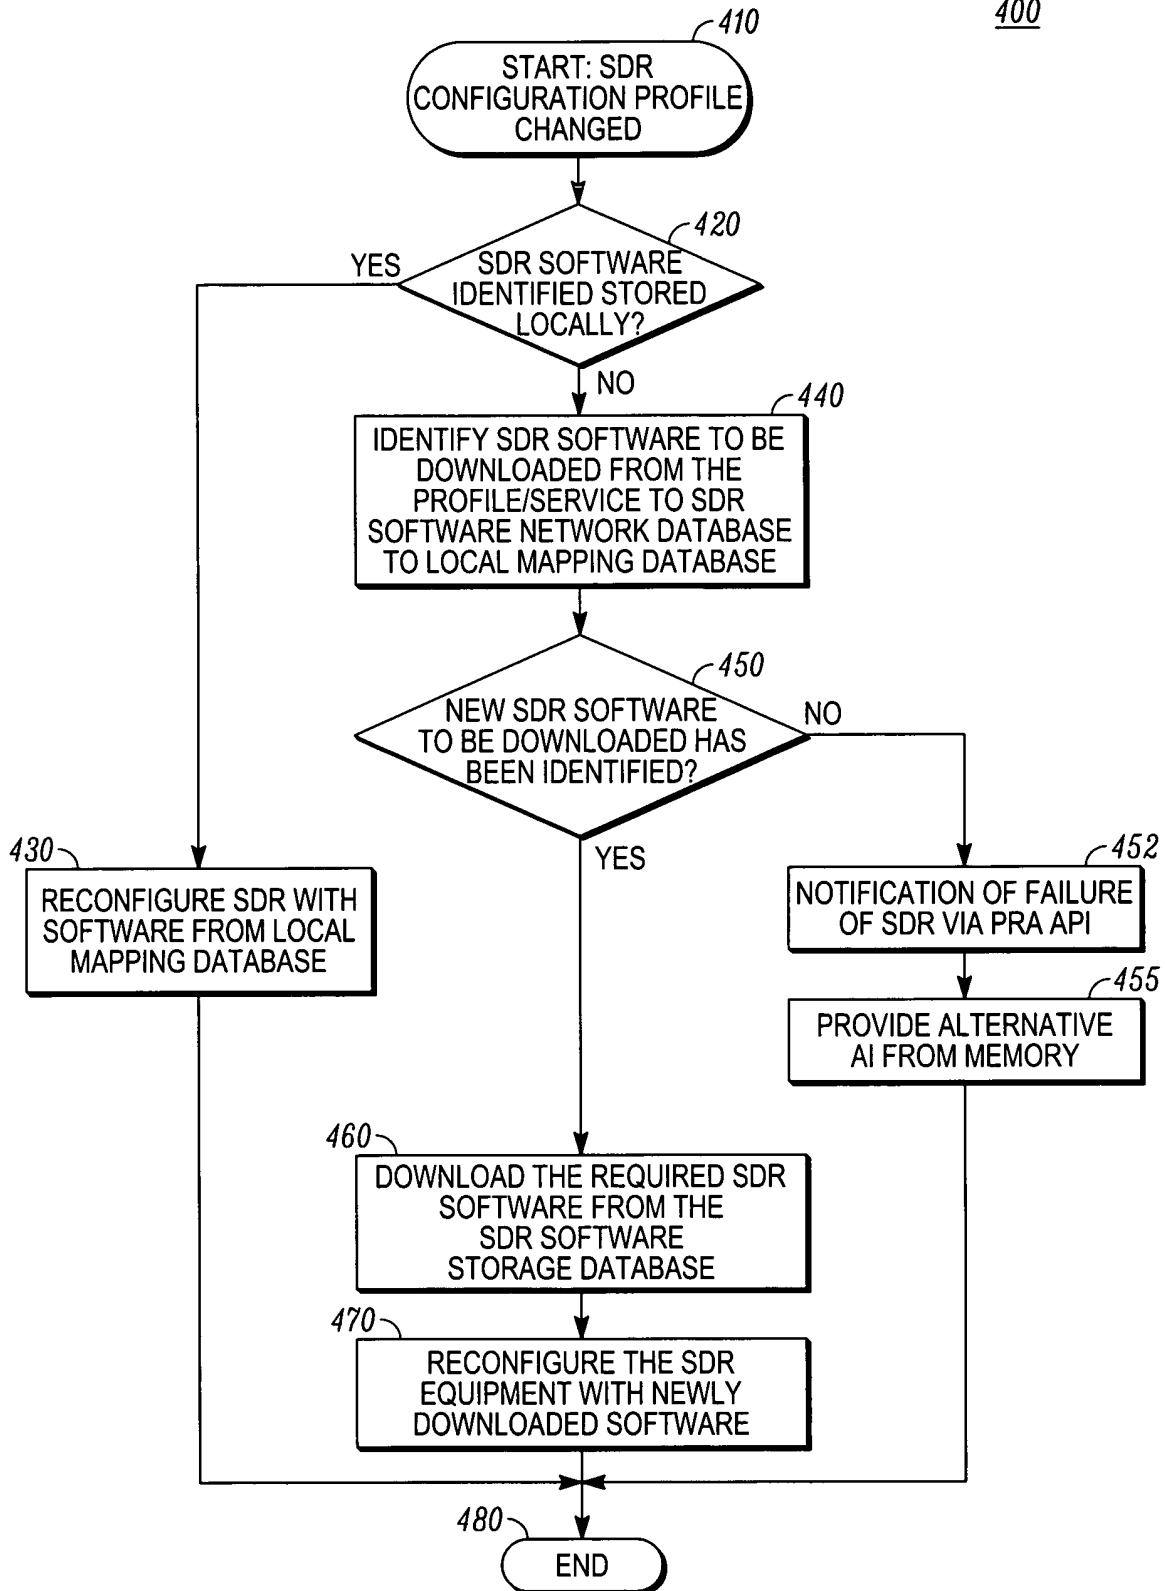 400
410
START: SDR
CONFIGURATION PROFILE
CHANGED
420
YES
SDR SOFTWARE
IDENTIFIED STORED
LOCALLY?
NO
440
IDENTIFY SDR SOFTWARE TO BE
DOWNLOADED FROM THE
PROFILE/SERVICE TO SDR
SOFTWARE NETWORK DATABASE
TO LOCAL MAPPING DATABASE
450
NEW SDR SOFTWARE
TO BE DOWNLOADED HAS
BEEN IDENTIFIED?
NO
YES
430
RECONFIGURE SDR WITH
SOFTWARE FROM LOCAL
MAPPING DATABASE
452
NOTIFICATION OF FAILURE
OF SDR VIA PRA API
455
PROVIDE ALTERNATIVE
AI FROM MEMORY
460
DOWNLOAD THE REQUIRED SDR
SOFTWARE FROM THE
SDR SOFTWARE
STORAGE DATABASE
470
RECONFIGURE THE SDR
EQUIPMENT WITH NEWLY
DOWNLOADED SOFTWARE
480
END